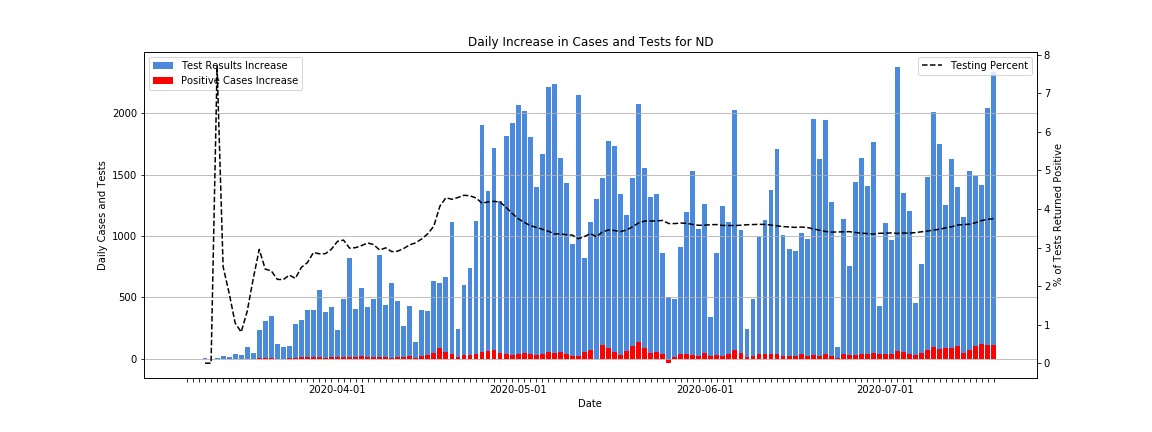 Daily Increase in Cases and Tests for ND
Test Results Increase
Positive Cases Increase
Testing Percent
Daily Cases and Tests
2000
1500
1000
500
0
8
7
6
5
4
3
2
1
0
% of Tests Returned Positive
2020-04-01
2020-05-01
2020-06-01
2020-07-01
Date